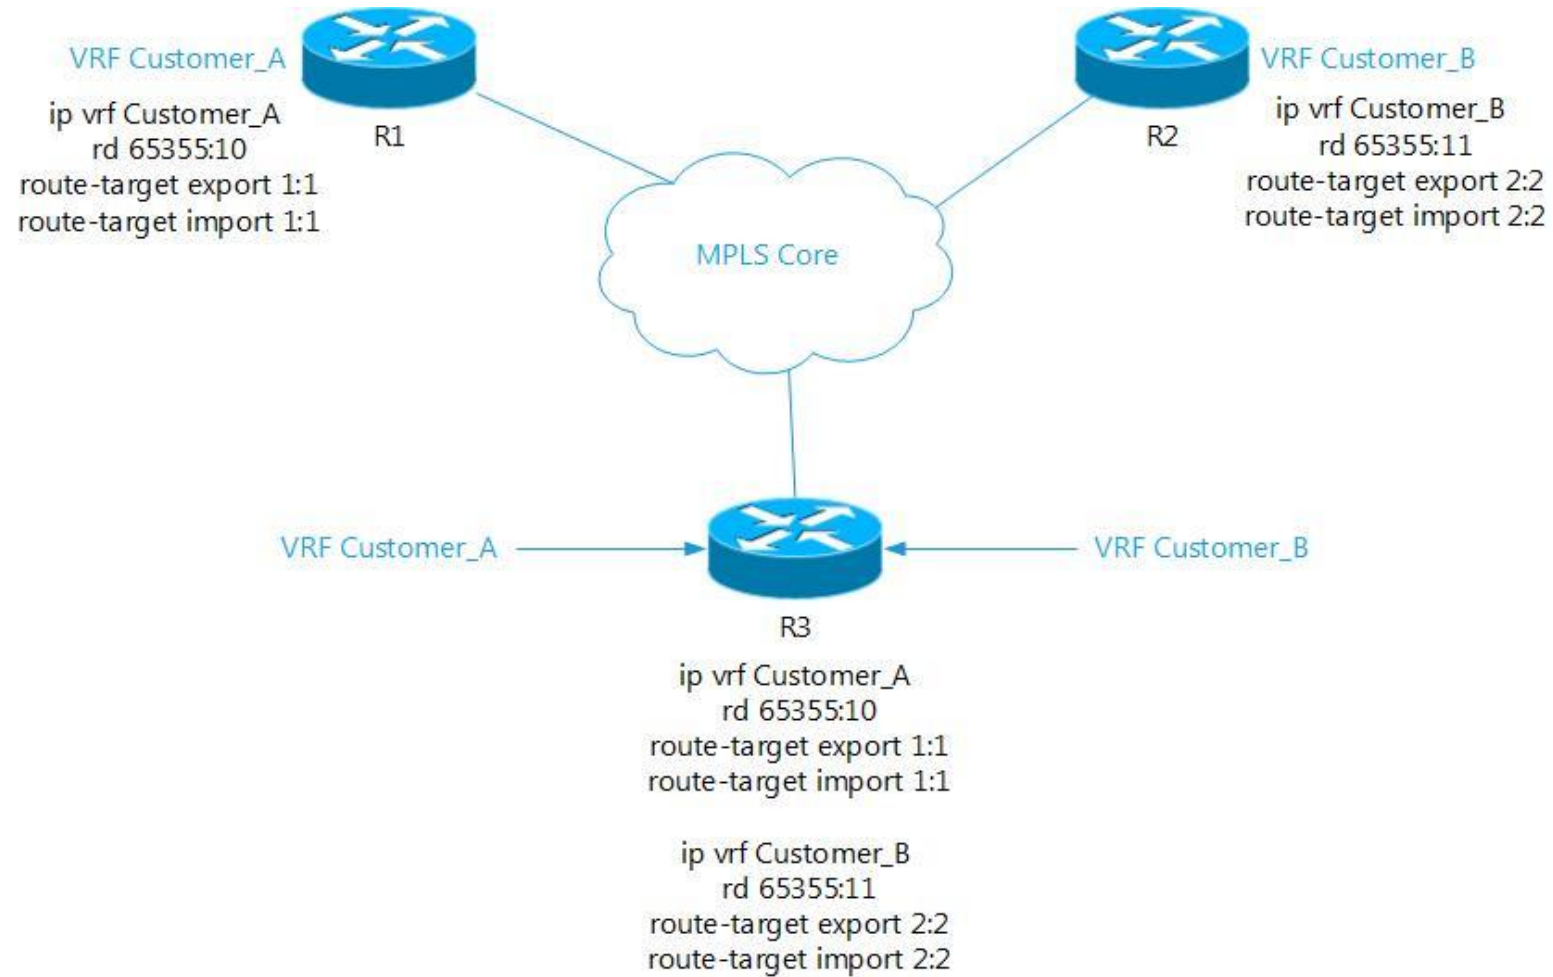 VRF Customer_A
ip vrf Customer_A
rd 65355:10
route-target export 1:1
route-target import 1:1
R1
VRF Customer_B
ip vrf Customer_B
rd 65355:11
route-target export 2:2
route-target import 2:2
R2
MPLS Core
VRF Customer_A
VRF Customer_B
R3
ip vrf Customer_A
rd 65355:10
route-target export 1:1
route-target import 1:1
ip vrf Customer_B
rd 65355:11
route-target export 2:2
route-target import 2:2